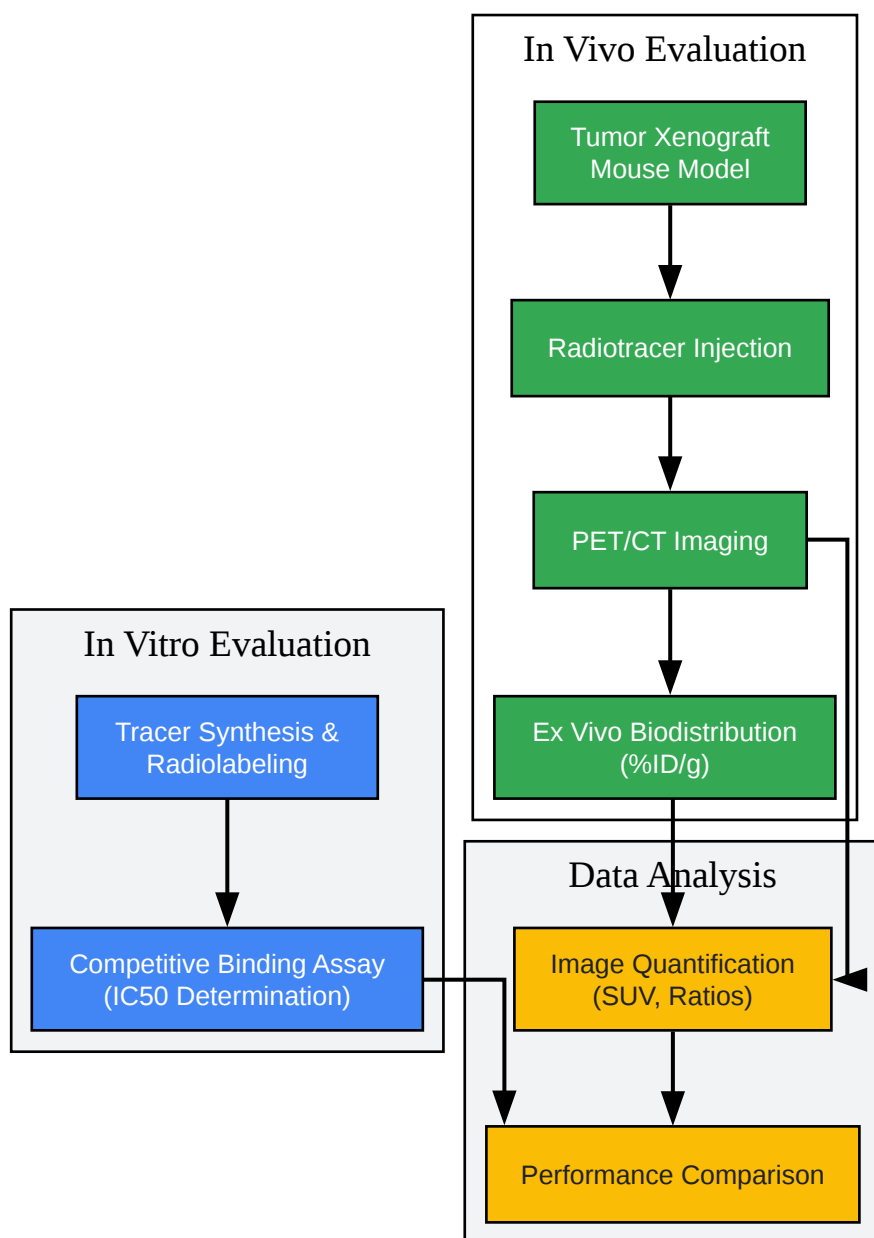 In Vivo Evaluation
Tumor Xenograft
Mouse Model
Radiotracer Injection
PET/CT Imaging
Ex Vivo Biodistribution
(%ID/g)
In Vitro Evaluation
Tracer Synthesis &
Radiolabeling
Competitive Binding Assay
(IC50 Determination)
Data Analysis
Image Quantification
(SUV, Ratios)
Performance Comparison